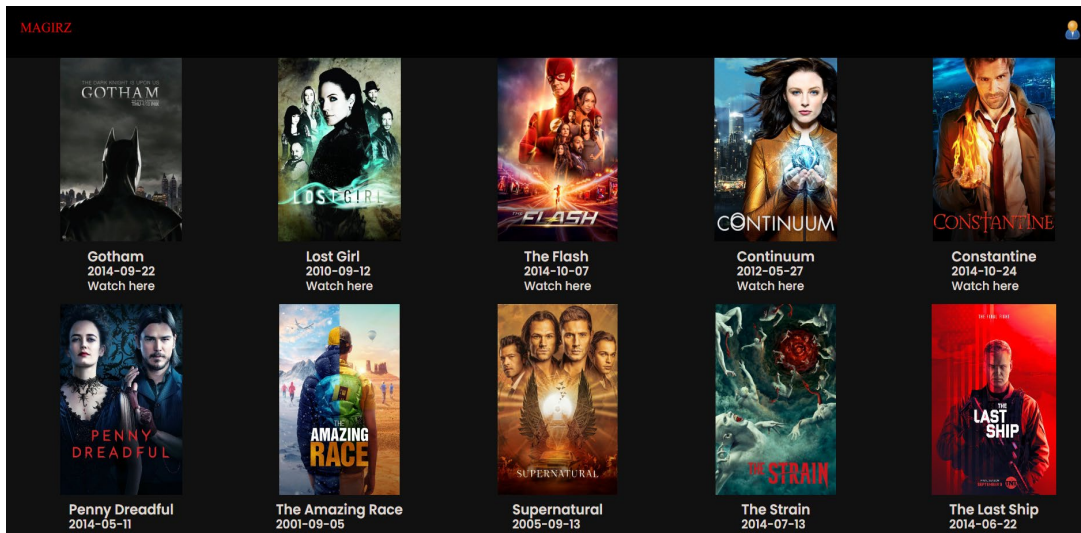 MAGIRZ
THE DARK KNIGHT IS UPON US
GOTHAM
LOST GIRL
THE
FLASH
CONTINUUM
CONSTANTINE
Gotham
2014-09-22
Watch here
Lost Girl
2010-09-12
Watch here
The Flash
2014-10-07
Watch here
Continuum
2012-05-27
Watch here
Constantine
2014-10-24
Watch here
PENNY
DREADFUL
THE
AMAZING
RACE
SUPERNATURAL
THE STRAIN
THE
LAST
SHIP
Penny Dreadful
2014-05-11
The Amazing Race
2001-09-05
Supernatural
2005-09-13
The Strain
2014-07-13
The Last Ship
2014-06-22